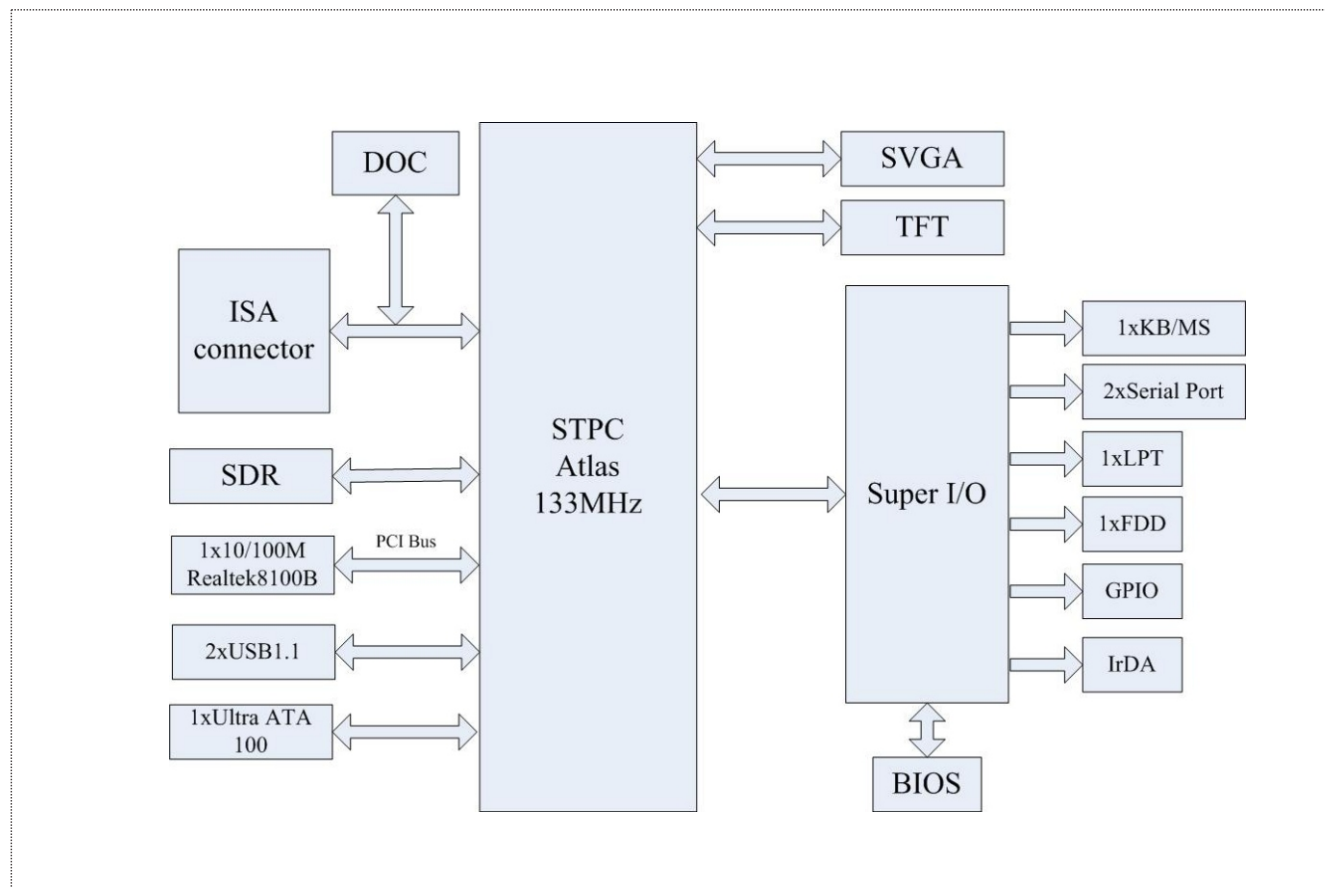 DOC
ISA
connector
SDR
1x10/100M
Realtek8100B
PCI Bus
2xUSB1.1
1xUltra ATA
100
STPC
Atlas
133MHz
SVGA
TFT
Super I/O
1xKB/MS
2xSerial Port
1xLPT
1xFDD
GPIO
IrDA
BIOS